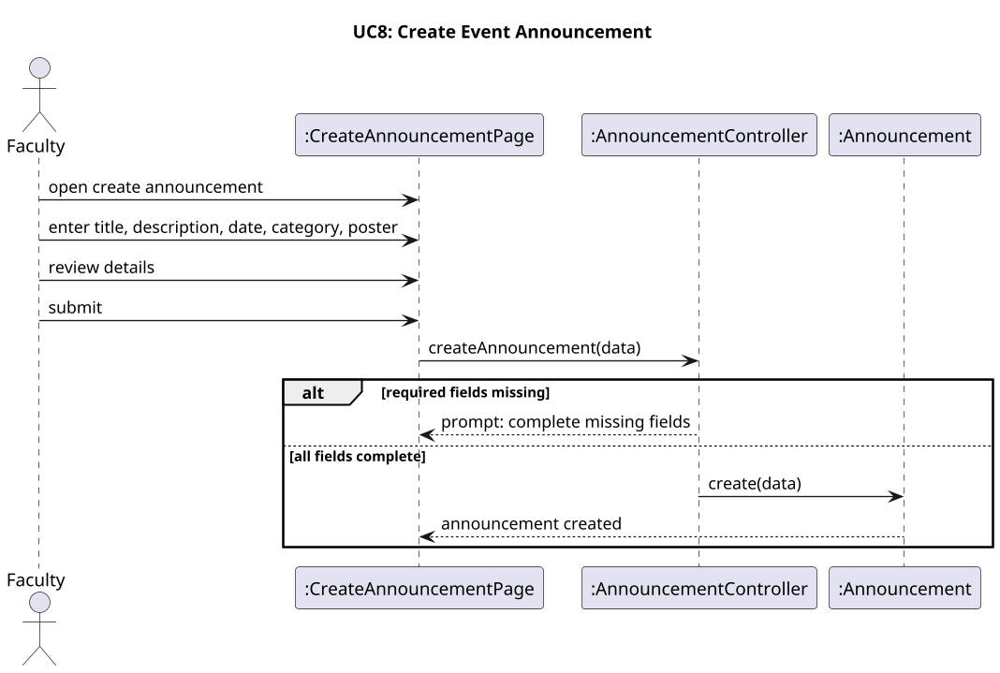 UC8: Create Event Announcement
Faculty
:CreateAnnouncementPage
:AnnouncementController
:Announcement
open create announcement
enter title, description, date, category, poster
review details
submit
createAnnouncement(data)
alt
[required fields missing]
prompt: complete missing fields
[all fields complete]
create(data)
announcement created
Faculty
:CreateAnnouncementPage
:AnnouncementController
:Announcement